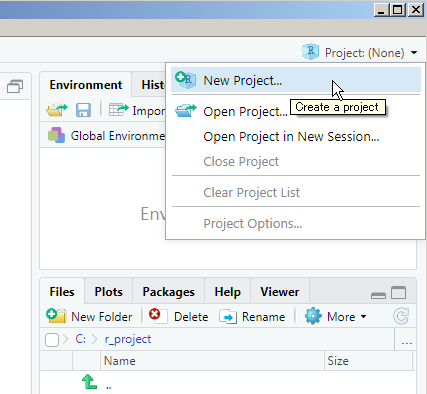 Project: (None)
Environment Histo
New Project...
Create a project
Impor
Open Project...
Global Environme
Open Project in New Session...
Close Project
Clear Project List
Env
Project Options...
Files Plots Packages Help Viewer
New Folder Delete Rename More
C: r_project ...
Name Size
..